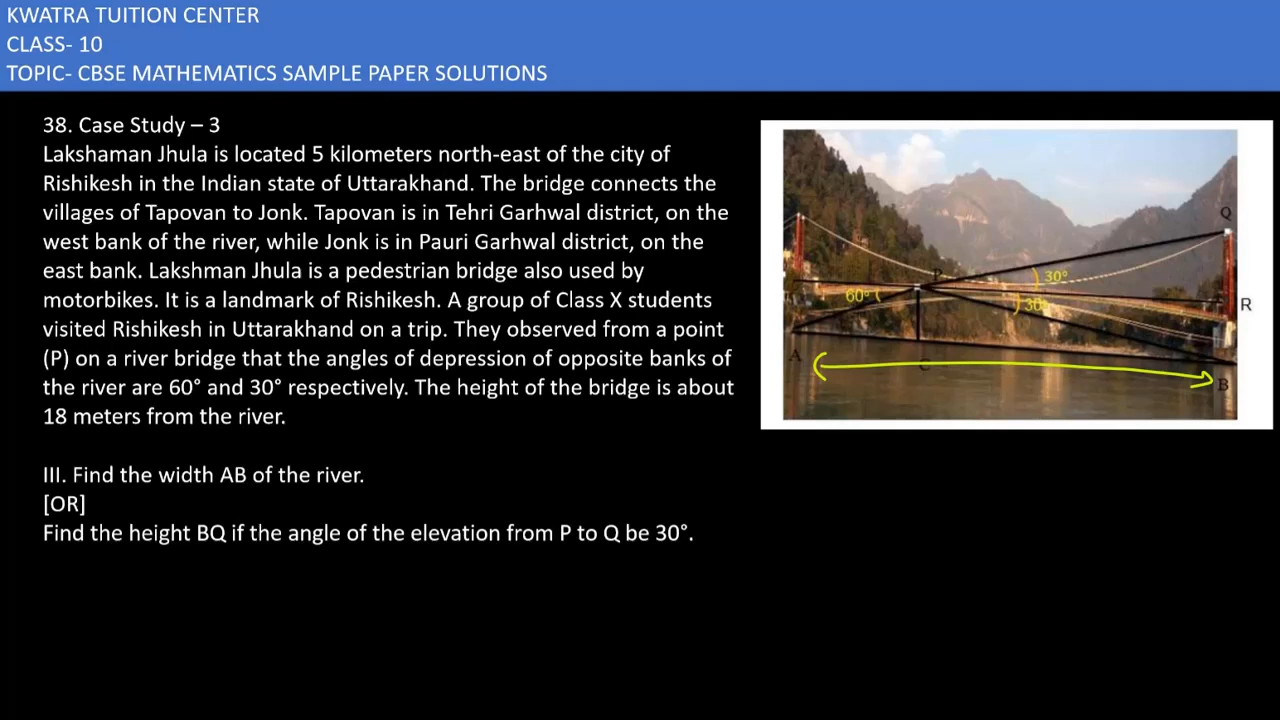 KWATRA TUITION CENTER
CLASS- 10
TOPIC- CBSE MATHEMATICS SAMPLE PAPER SOLUTIONS
38. Case Study – 3
Lakshaman Jhula is located 5 kilometers north-east of the city of
Rishikesh in the Indian state of Uttarakhand. The bridge connects the
villages of Tapovan to Jonk. Tapovan is in Tehri Garhwal district, on the
west bank of the river, while Jonk is in Pauri Garhwal district, on the
east bank. Lakshman Jhula is a pedestrian bridge also used by
motorbikes. It is a landmark of Rishikesh. A group of Class X students
visited Rishikesh in Uttarakhand on a trip. They observed from a point
(P) on a river bridge that the angles of depression of opposite banks of
the river are 60° and 30° respectively. The height of the bridge is about
18 meters from the river.
III. Find the width AB of the river.
[OR]
Find the height BQ if the angle of the elevation from P to Q be 30°.
Q
P
30°
60°
30°
R
A
C
B